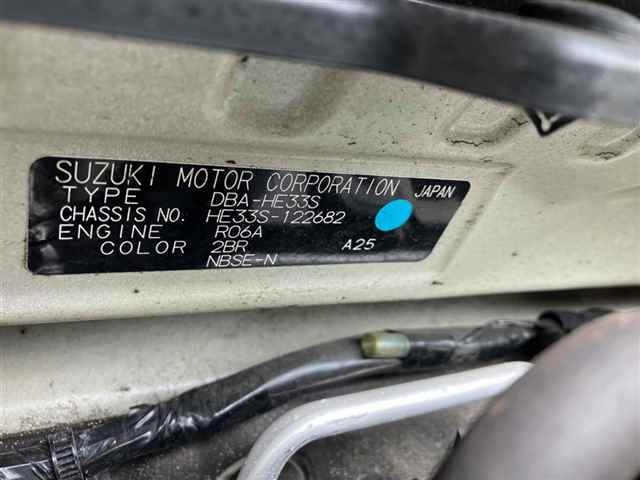 SUZUKI MOTOR CORPORATION JAPAN
TYPE DBA-HE33S
CHASSIS NO. HE33S-122682
ENGINE R06A
COLOR 2BR A25
NBSE-N